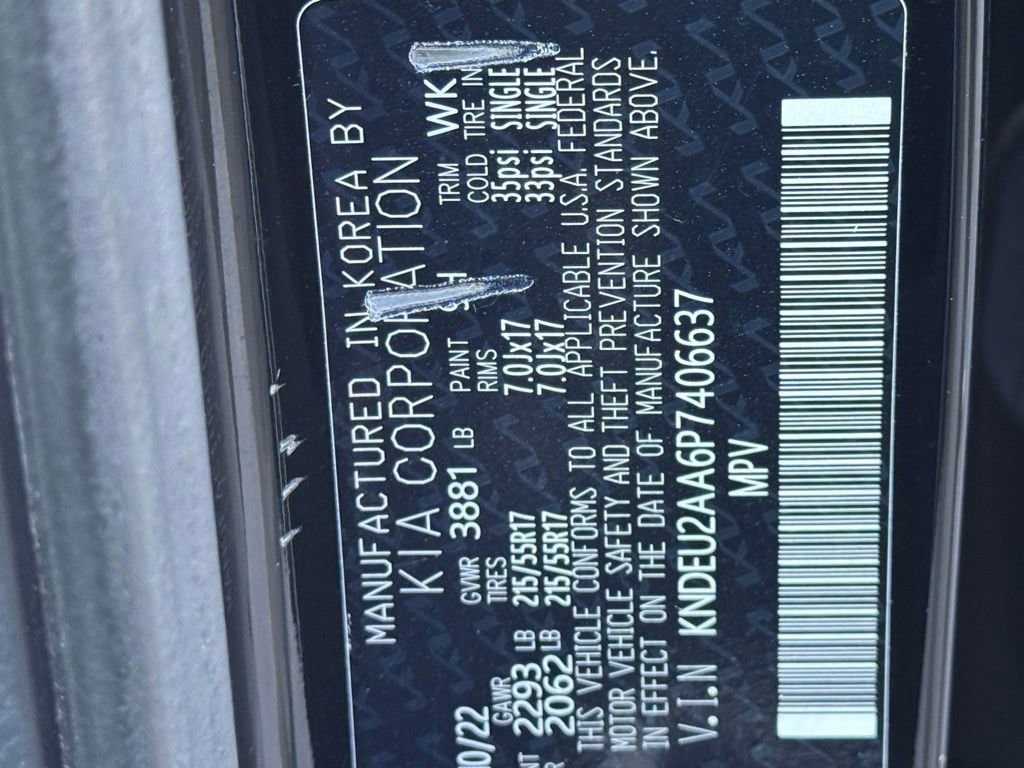 MANUFACTURED IN KOREA BY
KIA CORPORATION
0/22 GVWR 3881 LB PAINT TRIM WK
GAWR TIRES RIMS COLD TIRE IN
2293 LB 215/55R17 7.0Jx17 35psi SINGLE
2062 LB 215/55R17 7.0Jx17 33psi SINGLE
THIS VEHICLE CONFORMS TO ALL APPLICABLE U.S.A. FEDERAL
MOTOR VEHICLE SAFETY AND THEFT PREVENTION STANDARDS
IN EFFECT ON THE DATE OF MANUFACTURE SHOWN ABOVE.
V.I.N KNDEU2AA6P7406637
MPV